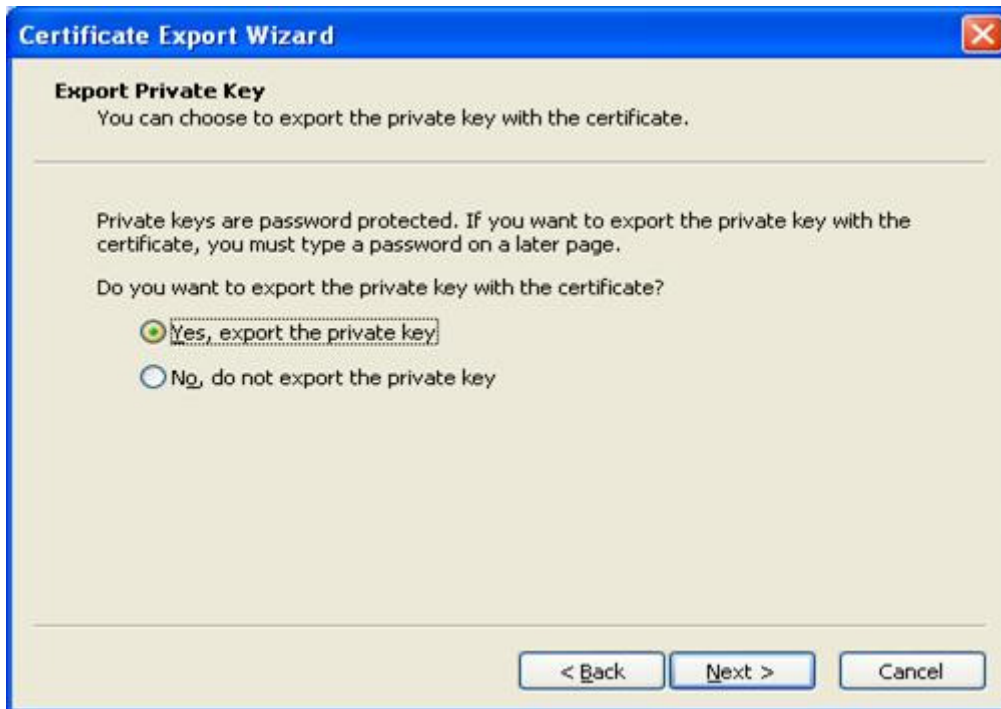 Certificate Export Wizard
Export Private Key
You can choose to export the private key with the certificate.
Private keys are password protected. If you want to export the private key with the
certificate, you must type a password on a later page.
Do you want to export the private key with the certificate?
Yes, export the private key
No, do not export the private key
< Back
Next >
Cancel